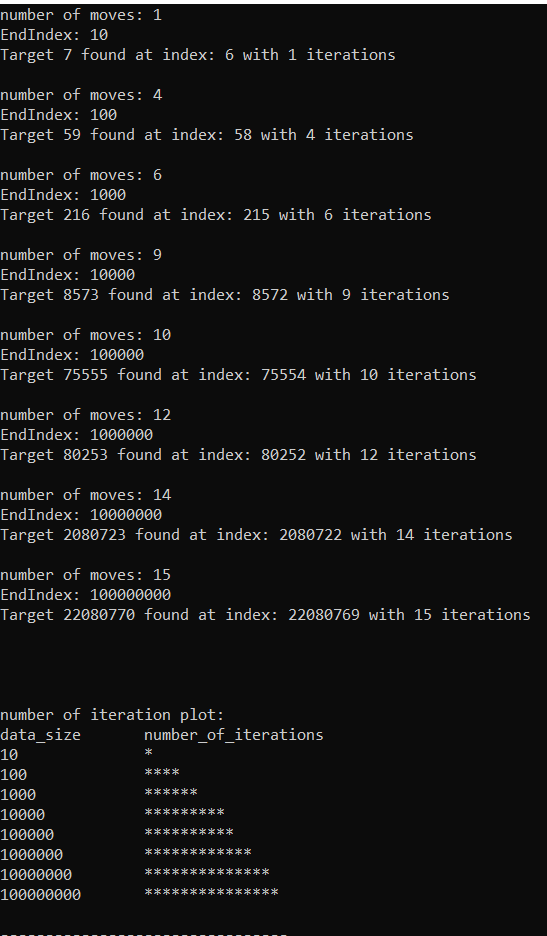 number of moves: 1
EndIndex: 10
Target 7 found at index: 6 with 1 iterations
number of moves: 4
EndIndex: 100
Target 59 found at index: 58 with 4 iterations
number of moves: 6
EndIndex: 1000
Target 216 found at index: 215 with 6 iterations
number of moves: 9
EndIndex: 10000
Target 8573 found at index: 8572 with 9 iterations
number of moves: 10
EndIndex: 100000
Target 75555 found at index: 75554 with 10 iterations
number of moves: 12
EndIndex: 1000000
Target 80253 found at index: 80252 with 12 iterations
number of moves: 14
EndIndex: 10000000
Target 2080723 found at index: 2080722 with 14 iterations
number of moves: 15
EndIndex: 100000000
Target 22080770 found at index: 22080769 with 15 iterations
number of iteration plot:
data_size number_of_iterations
10 *
100 ****
1000 ******
10000 *********
100000 **********
1000000 ************
10000000 **************
100000000 ***************
--------------------------------